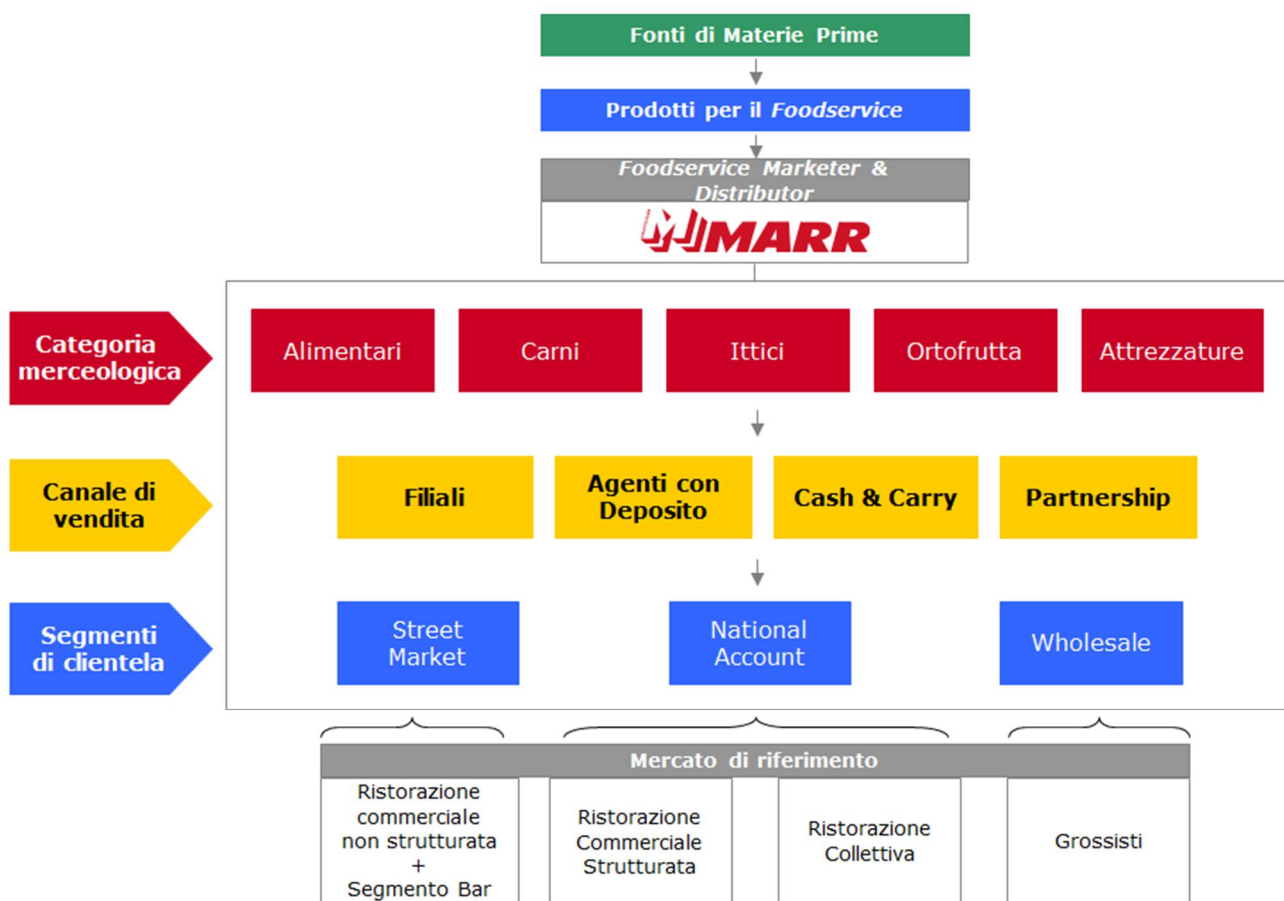 Fonti di Materie Prime
Prodotti per il Foodservice
Foodservice Marketer &
Distributor
MARR
Categoria
merceologica
Alimentari
Carni
Ittici
Ortofrutta
Attrezzature
Canale di
vendita
Filiali
Agenti con
Deposito
Cash & Carry
Partnership
Segmenti
di clientela
Street
Market
National
Account
Wholesale
Mercato di riferimento
Ristorazione
commerciale
non strutturata
+
Segmento Bar
Ristorazione
Commerciale
Strutturata
Ristorazione
Collettiva
Grossisti